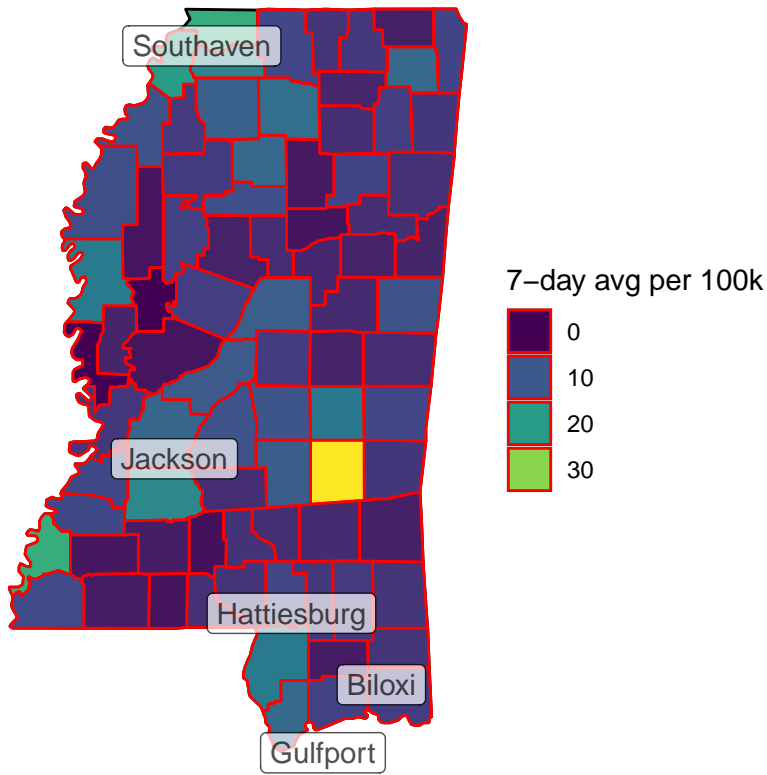 Southaven
7−day avg per 100k
0
10
20
30
Jackson
Hattiesburg
Biloxi
Gulfport